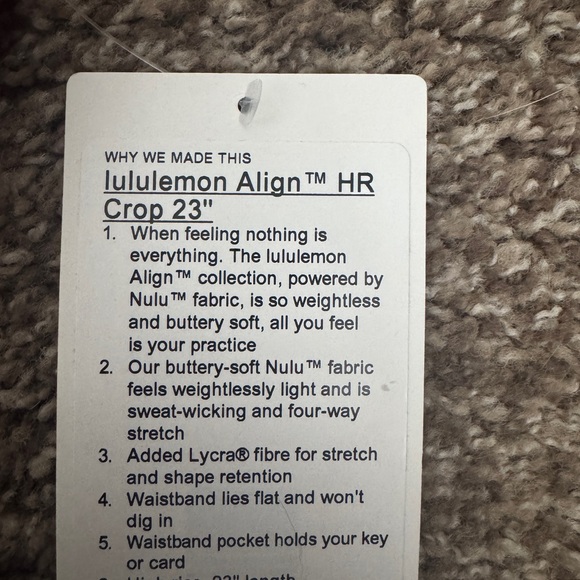 WHY WE MADE THIS
lululemon Align™ HR
Crop 23"
1. When feeling nothing is
everything. The lululemon
Align™ collection, powered by
Nulu™ fabric, is so weightless
and buttery soft, all you feel
is your practice
2. Our buttery-soft Nulu™ fabric
feels weightlessly light and is
sweat-wicking and four-way
stretch
3. Added Lycra® fibre for stretch
and shape retention
4. Waistband lies flat and won't
dig in
5. Waistband pocket holds your key
or card
23" length